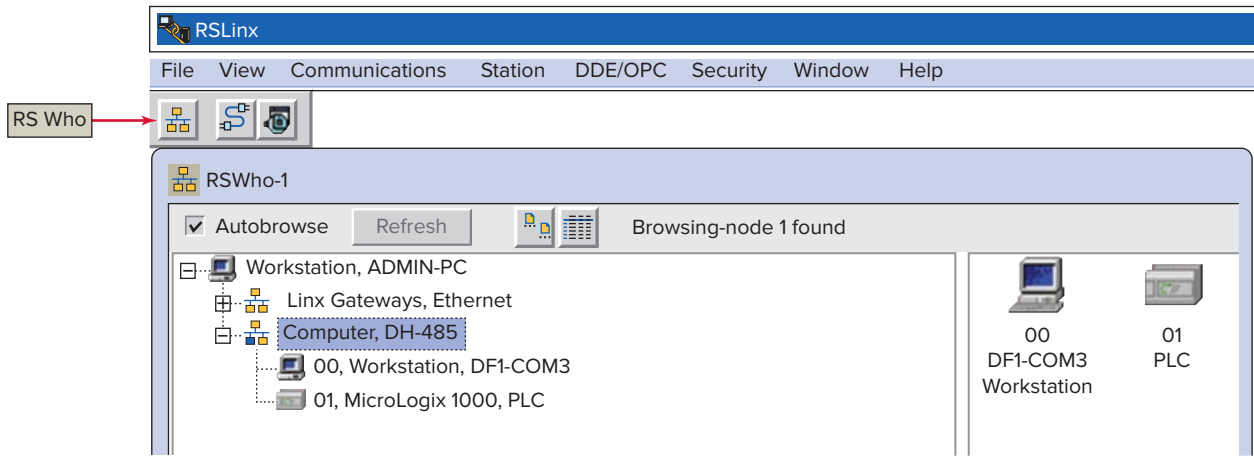 RSLinx
File View Communications Station DDE/OPC Security Window Help
RS Who
RSWho-1
Autobrowse Refresh Browsing-node 1 found
Workstation, ADMIN-PC
Linx Gateways, Ethernet
Computer, DH-485
00, Workstation, DF1-COM3
01, MicroLogix 1000, PLC
00
DF1-COM3
Workstation
01
PLC